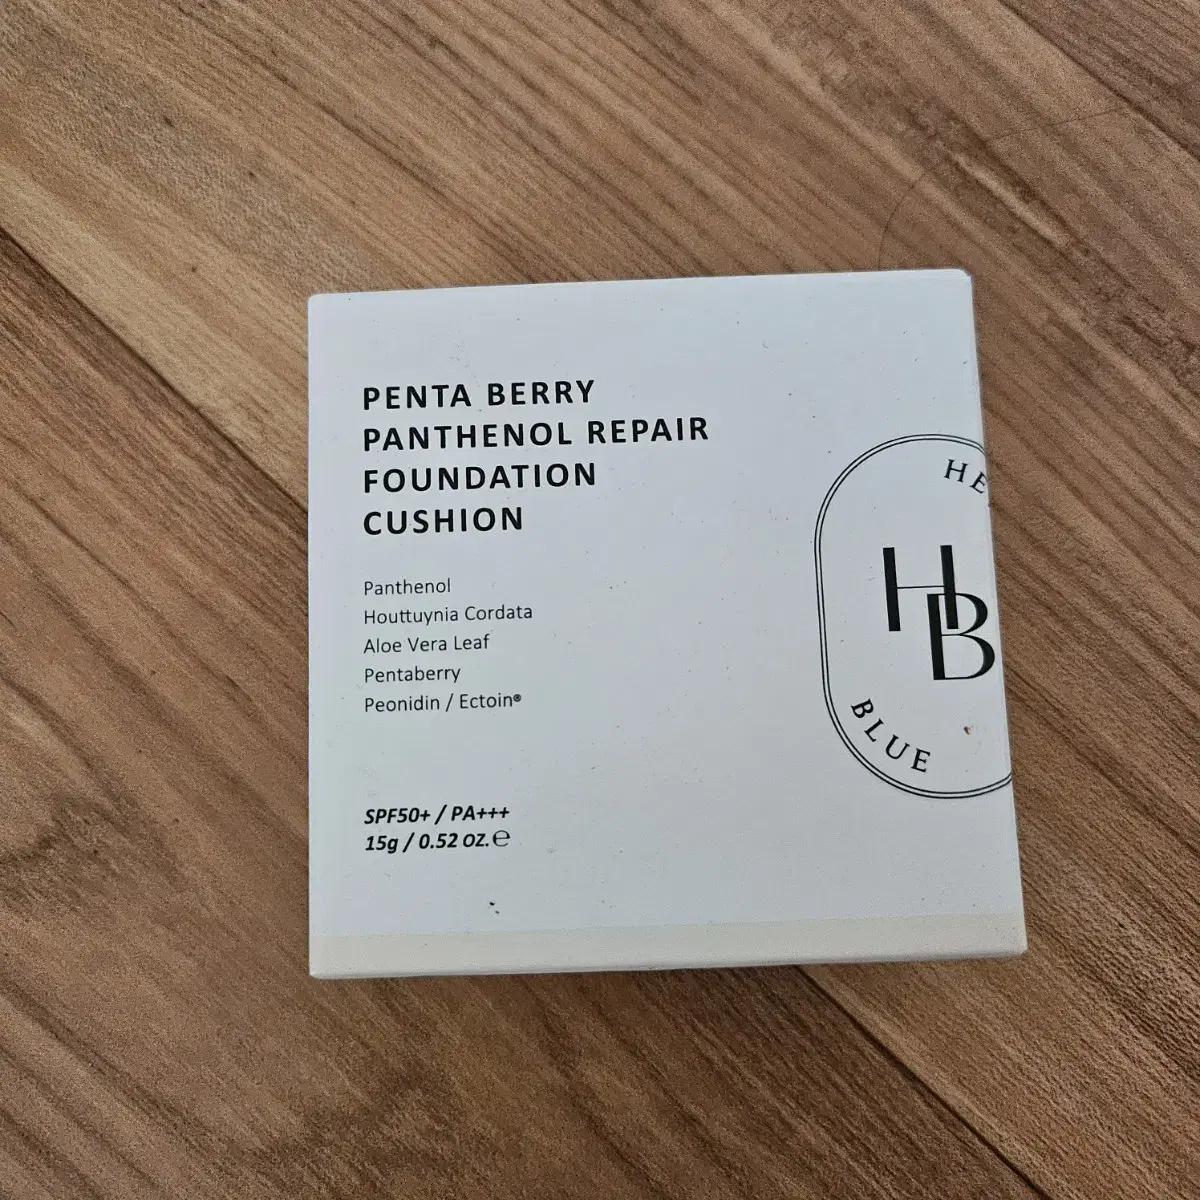 PENTA BERRY
PANTHENOL REPAIR
FOUNDATION
CUSHION
Panthenol
Houttuynia Cordata
Aloe Vera Leaf
Pentaberry
Peonidin / Ectoin®
SPF50+ / PA+++
15g / 0.52 OZ.℮
HE
HB
BLUE